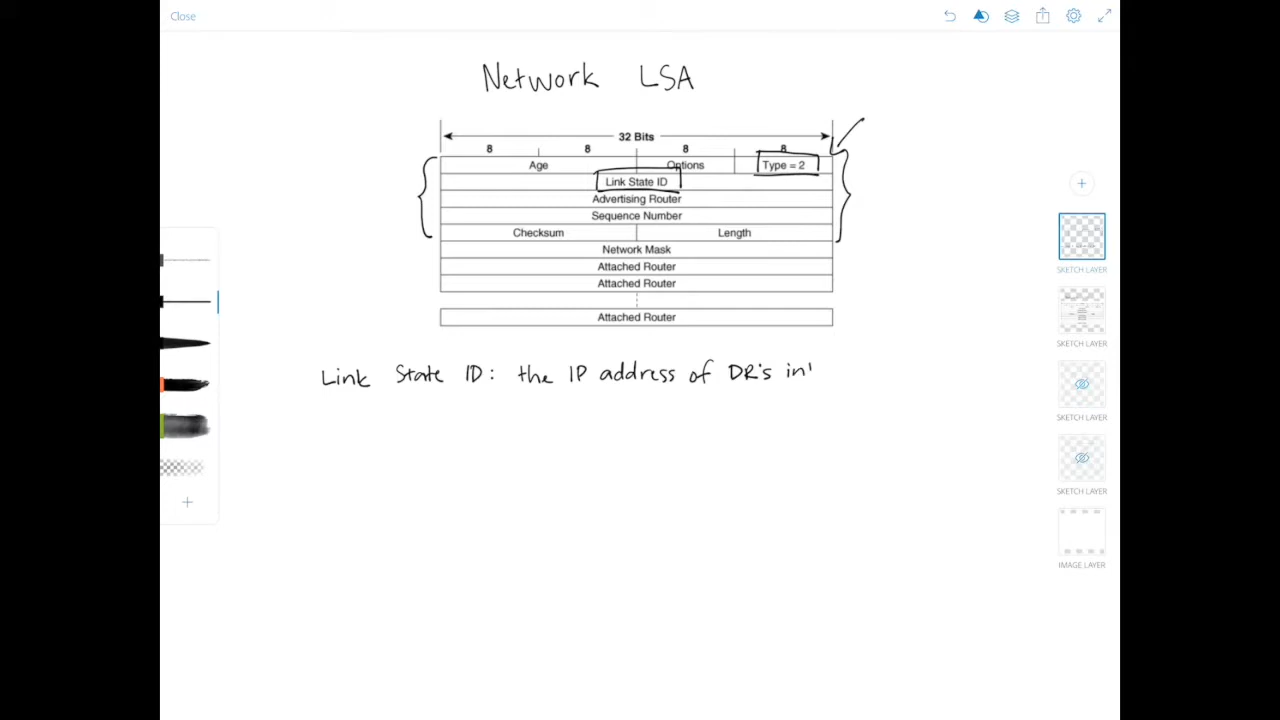 Close
Network LSA
32 Bits
8 8 8 8
Age Options Type = 2
Link State ID
Advertising Router
Sequence Number
Checksum Length
Network Mask
Attached Router
Attached Router
Attached Router
Link State ID: the IP address of DR's in
SKETCH LAYER
SKETCH LAYER
SKETCH LAYER
SKETCH LAYER
IMAGE LAYER